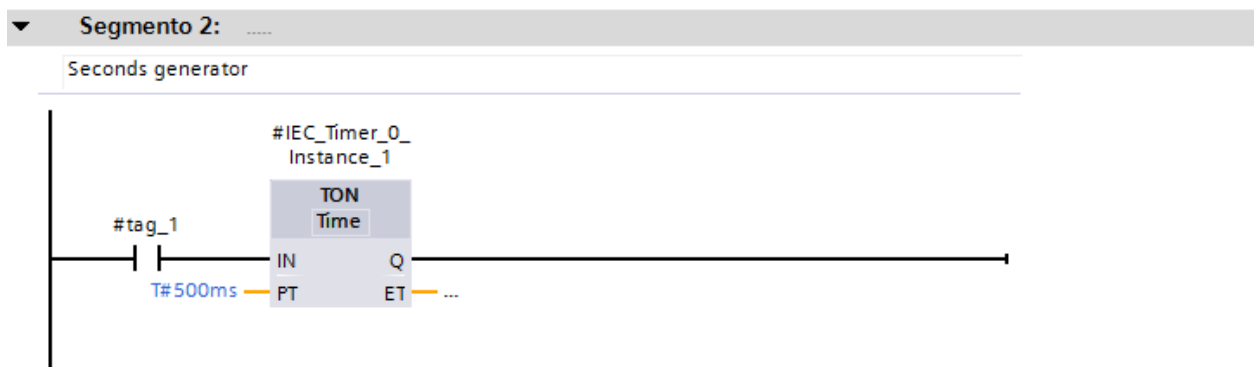 Segmento 2: .....
Seconds generator
#IEC_Timer_0_
Instance_1
TON
Time
#tag_1
IN Q
T#500ms PT ET ...